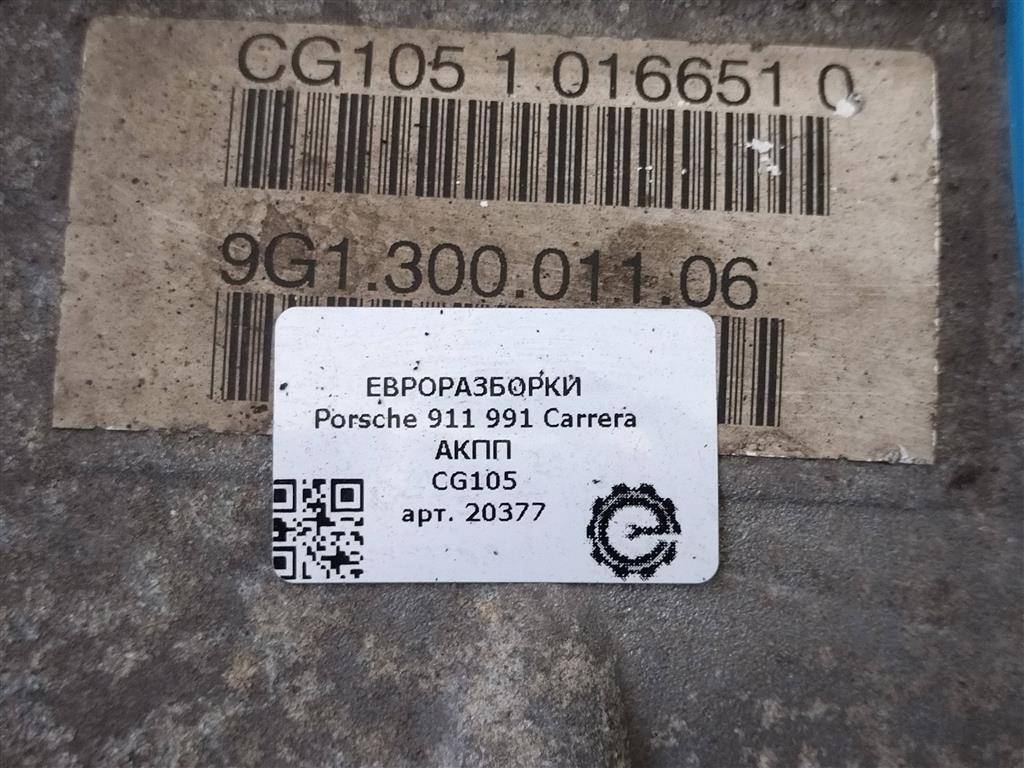 CG105 1 016651 0
9G1.300.011.06
ЕВРОРАЗБОРКИ
Porsche 911 991 Carrera
АКПП
CG105
арт. 20377